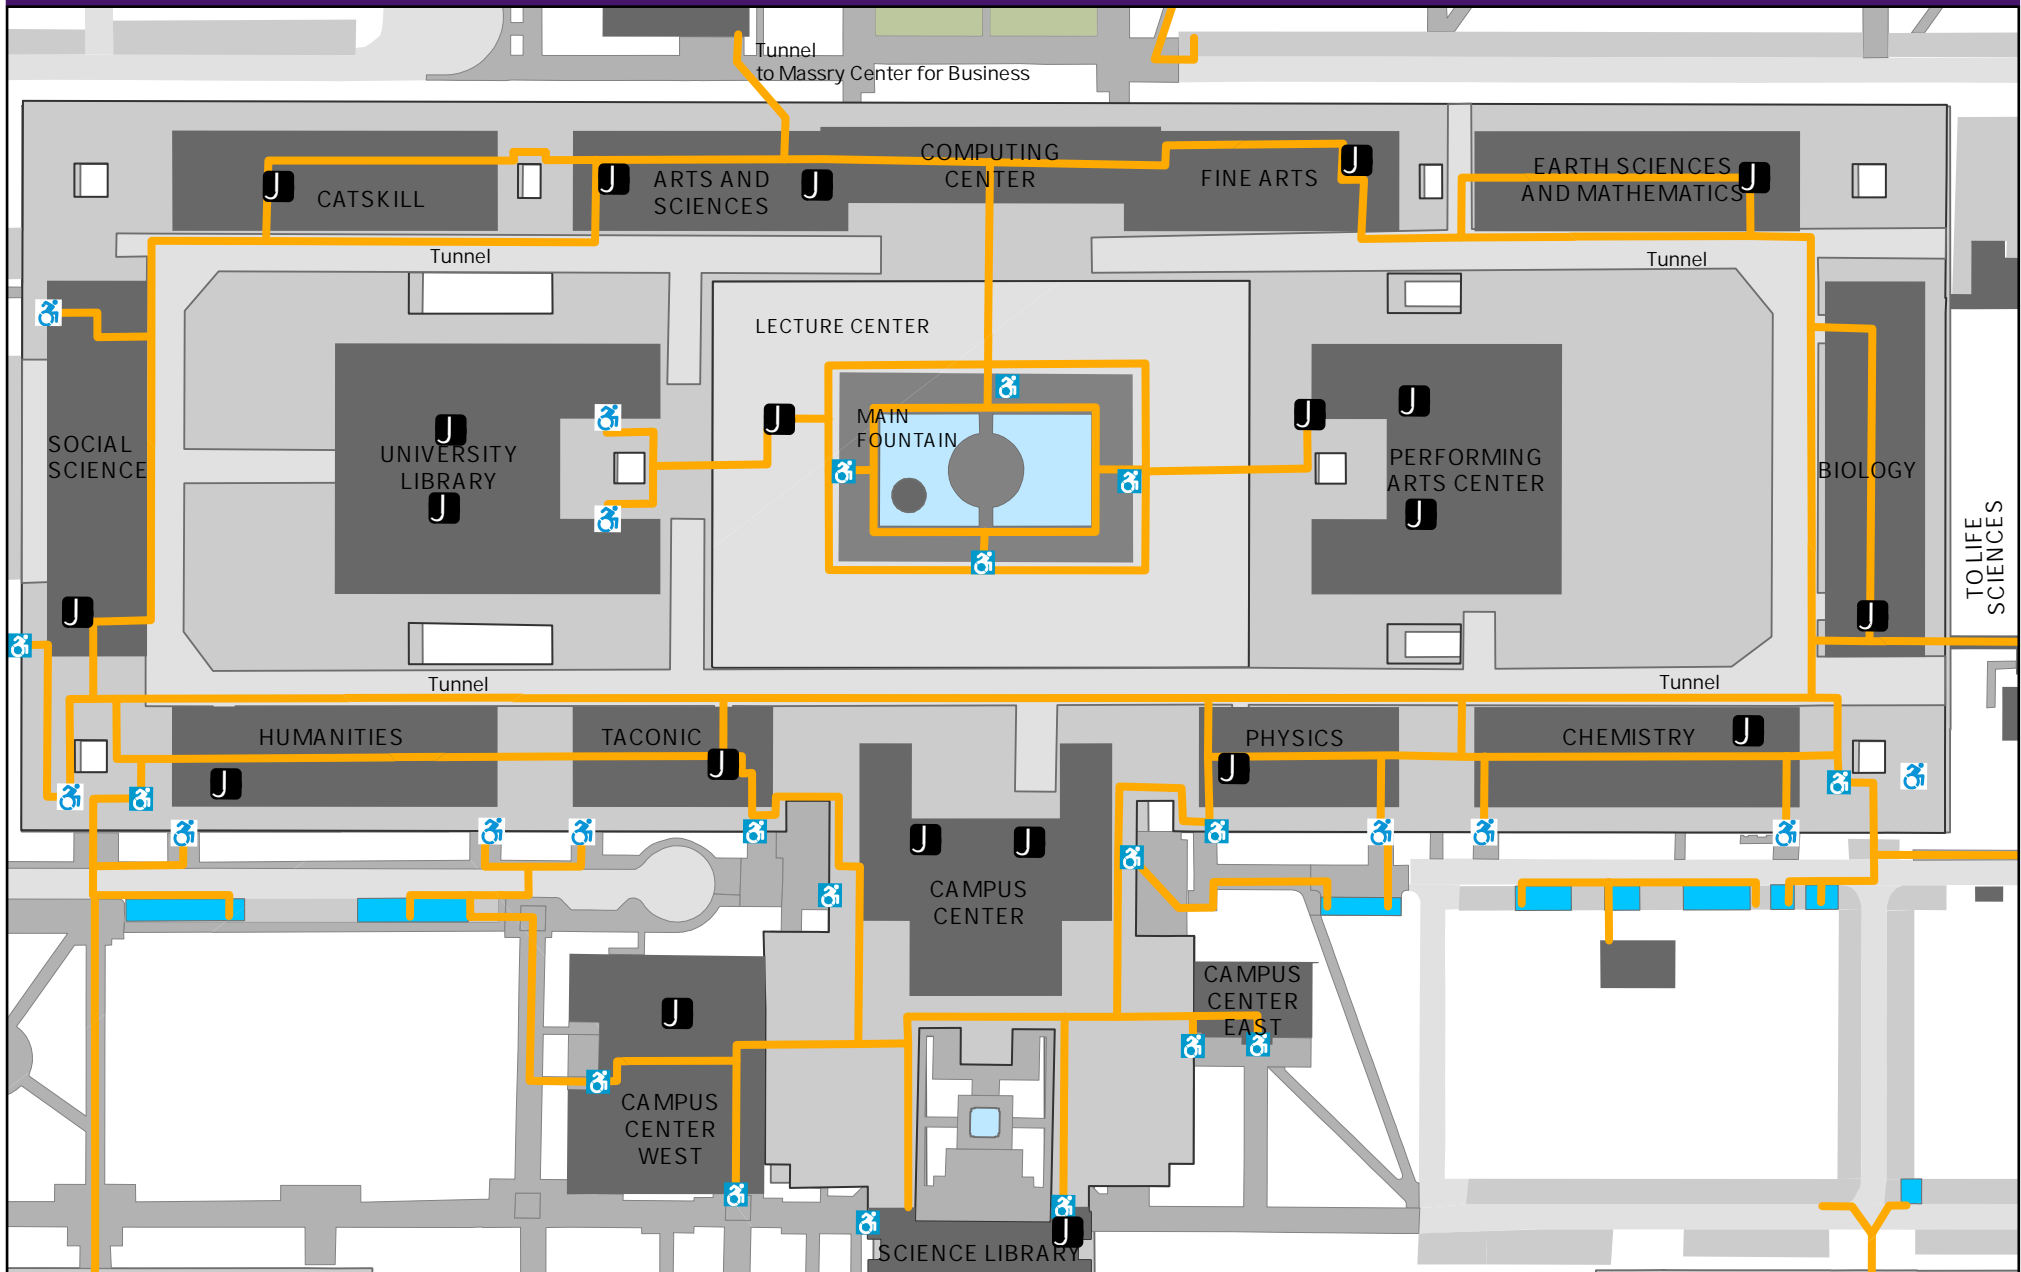 Tunnel
to Massry Center for Business
CATSKILL
ARTS AND
SCIENCES
COMPUTING
CENTER
FINE ARTS
EARTH SCIENCES
AND MATHEMATICS
J
J
J
J
J
Tunnel
Tunnel
LECTURE CENTER
MAIN
FOUNTAIN
SOCIAL
SCIENCE
UNIVERSITY
LIBRARY
PERFORMING
ARTS CENTER
BIOLOGY
TO LIFE
SCIENCES
J
J
J
J
J
J
J
J
Tunnel
Tunnel
HUMANITIES
TACONIC
PHYSICS
CHEMISTRY
J
J
J
J
J
J
CAMPUS
CENTER
CAMPUS
CENTER
EAST
J
CAMPUS
CENTER
WEST
J
SCIENCE LIBRARY